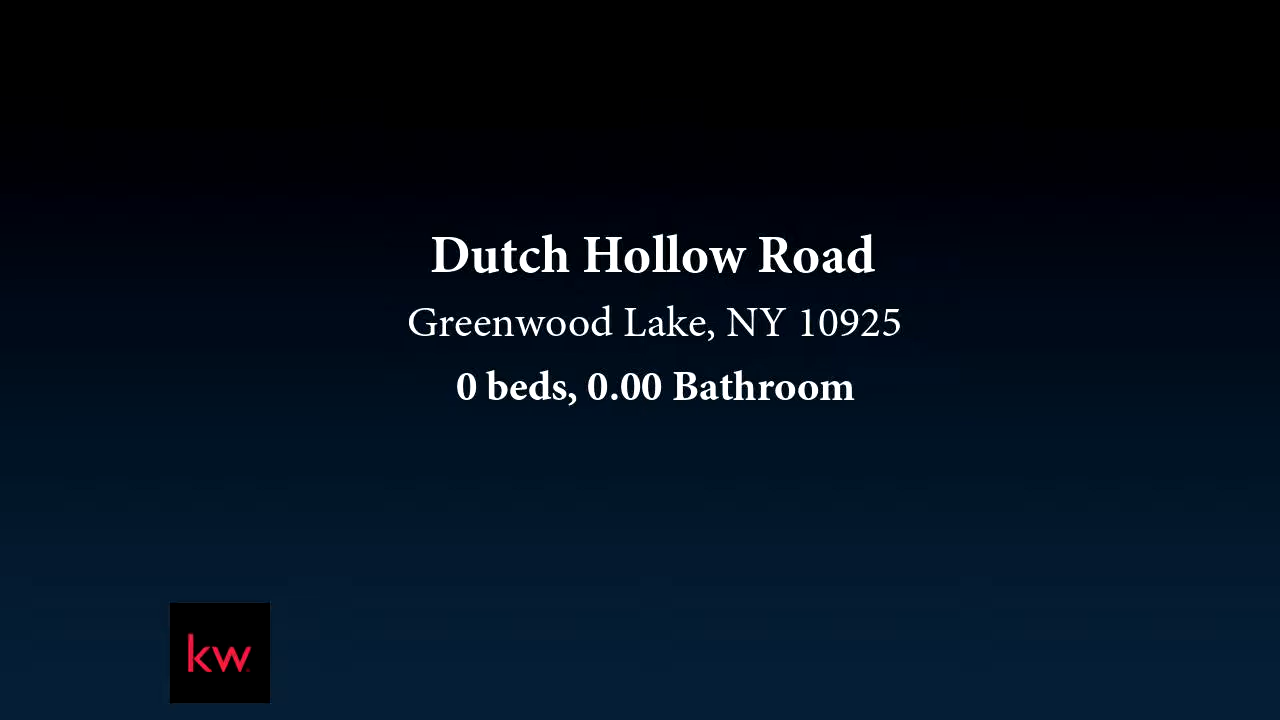 Dutch Hollow Road
Greenwood Lake, NY 10925
0 beds, 0.00 Bathroom
kw